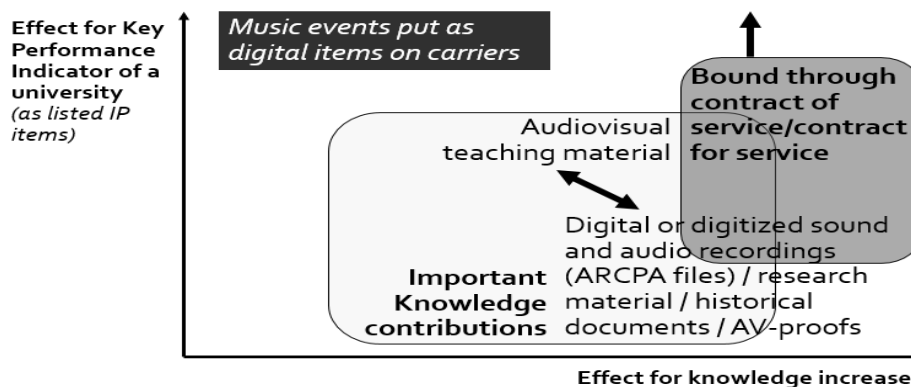 Effect for Key
Performance
Indicator of a
university
(as listed IP
items)
Music events put as
digital items on carriers
Bound through
contract of
service/contract
for service
Audiovisual
teaching material
Digital or digitized sound
and audio recordings
(ARCPA files) / research
material / historical
documents / AV-proofs
Important
Knowledge
contributions
Effect for knowledge increase